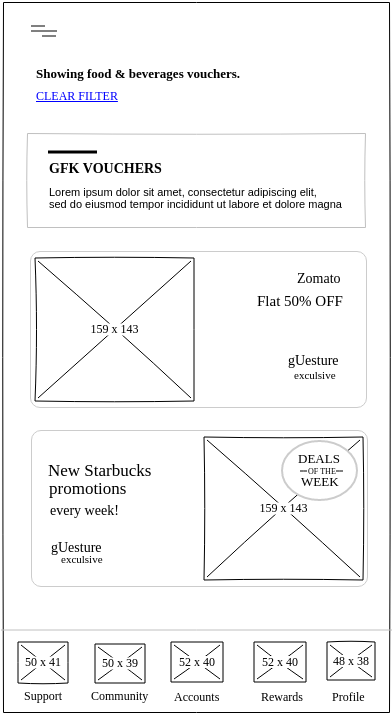 Showing food & beverages vouchers.
CLEAR FILTER
GFK VOUCHERS
Lorem ipsum dolor sit amet, consectetur adipiscing elit,
sed do eiusmod tempor incididunt ut labore et dolore magna
159 x 143
Zomato
Flat 50% OFF
gUesture
exculsive
New Starbucks
promotions
every week!
gUesture
exculsive
159 x 143
DEALS
OF THE
WEEK
50 x 41
50 x 39
52 x 40
52 x 40
48 x 38
Support
Community
Accounts
Rewards
Profile